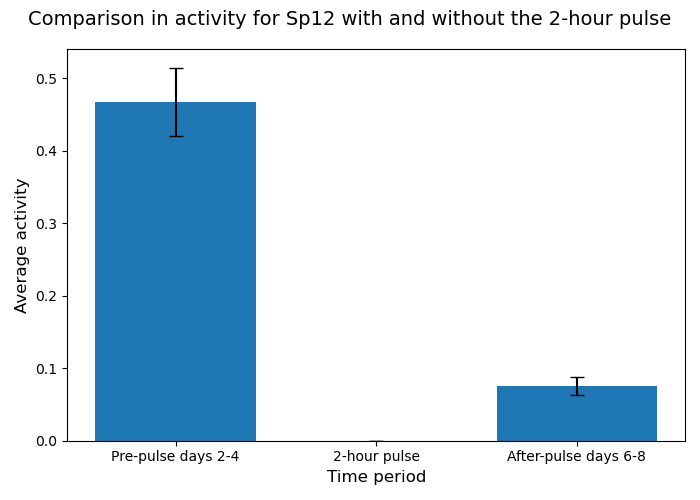 Comparison in activity for Sp12 with and without the 2-hour pulse
0.5
0.4
0.3
0.2
0.1
0.0
Average activity
Pre-pulse days 2-4
2-hour pulse
After-pulse days 6-8
Time period